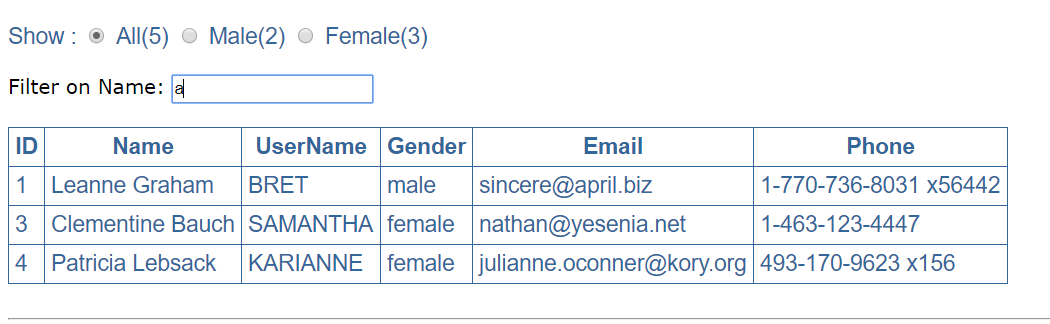 Show : All(5) Male(2) Female(3)
Filter on Name: a
ID Name UserName Gender Email Phone
1 Leanne Graham BRET male sincere@april.biz 1-770-736-8031 x56442
3 Clementine Bauch SAMANTHA female nathan@yesenia.net 1-463-123-4447
4 Patricia Lebsack KARIANNE female julianne.oconner@kory.org 493-170-9623 x156